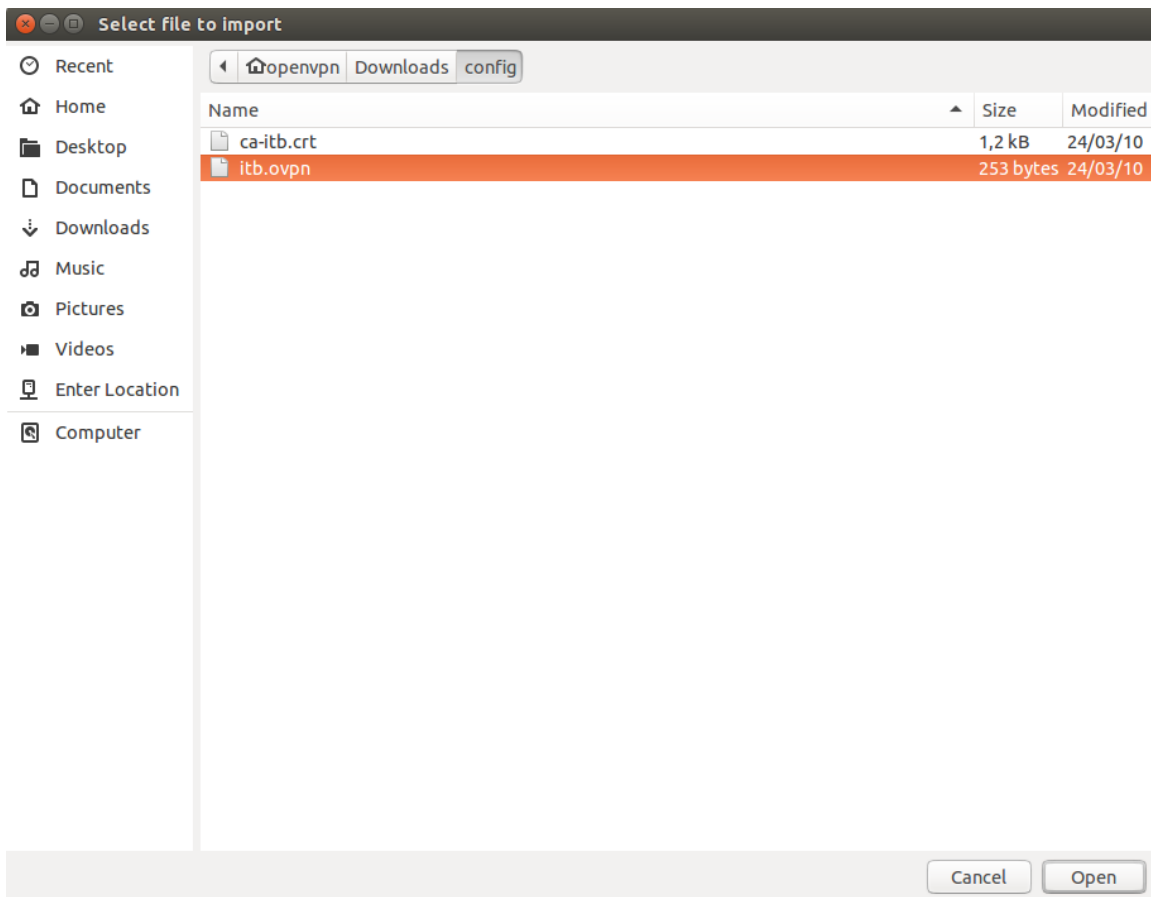 Select file to import
Recent
Home
Desktop
Documents
Downloads
Music
Pictures
Videos
Enter Location
Computer
openvpn Downloads config
Name Size Modified
ca-itb.crt 1,2 kB 24/03/10
itb.ovpn 253 bytes 24/03/10
Cancel Open